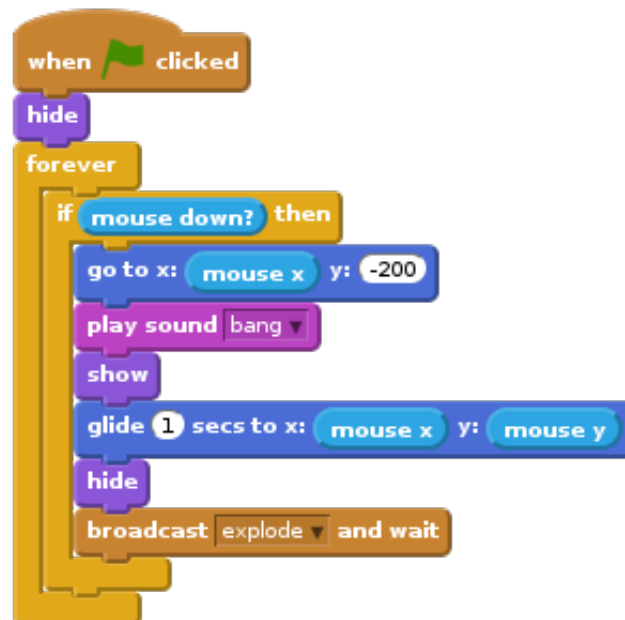 when clicked
hide
forever
if mouse down? then
go to x: mouse x y: -200
play sound bang
show
glide 1 secs to x: mouse x y: mouse y
hide
broadcast explode and wait